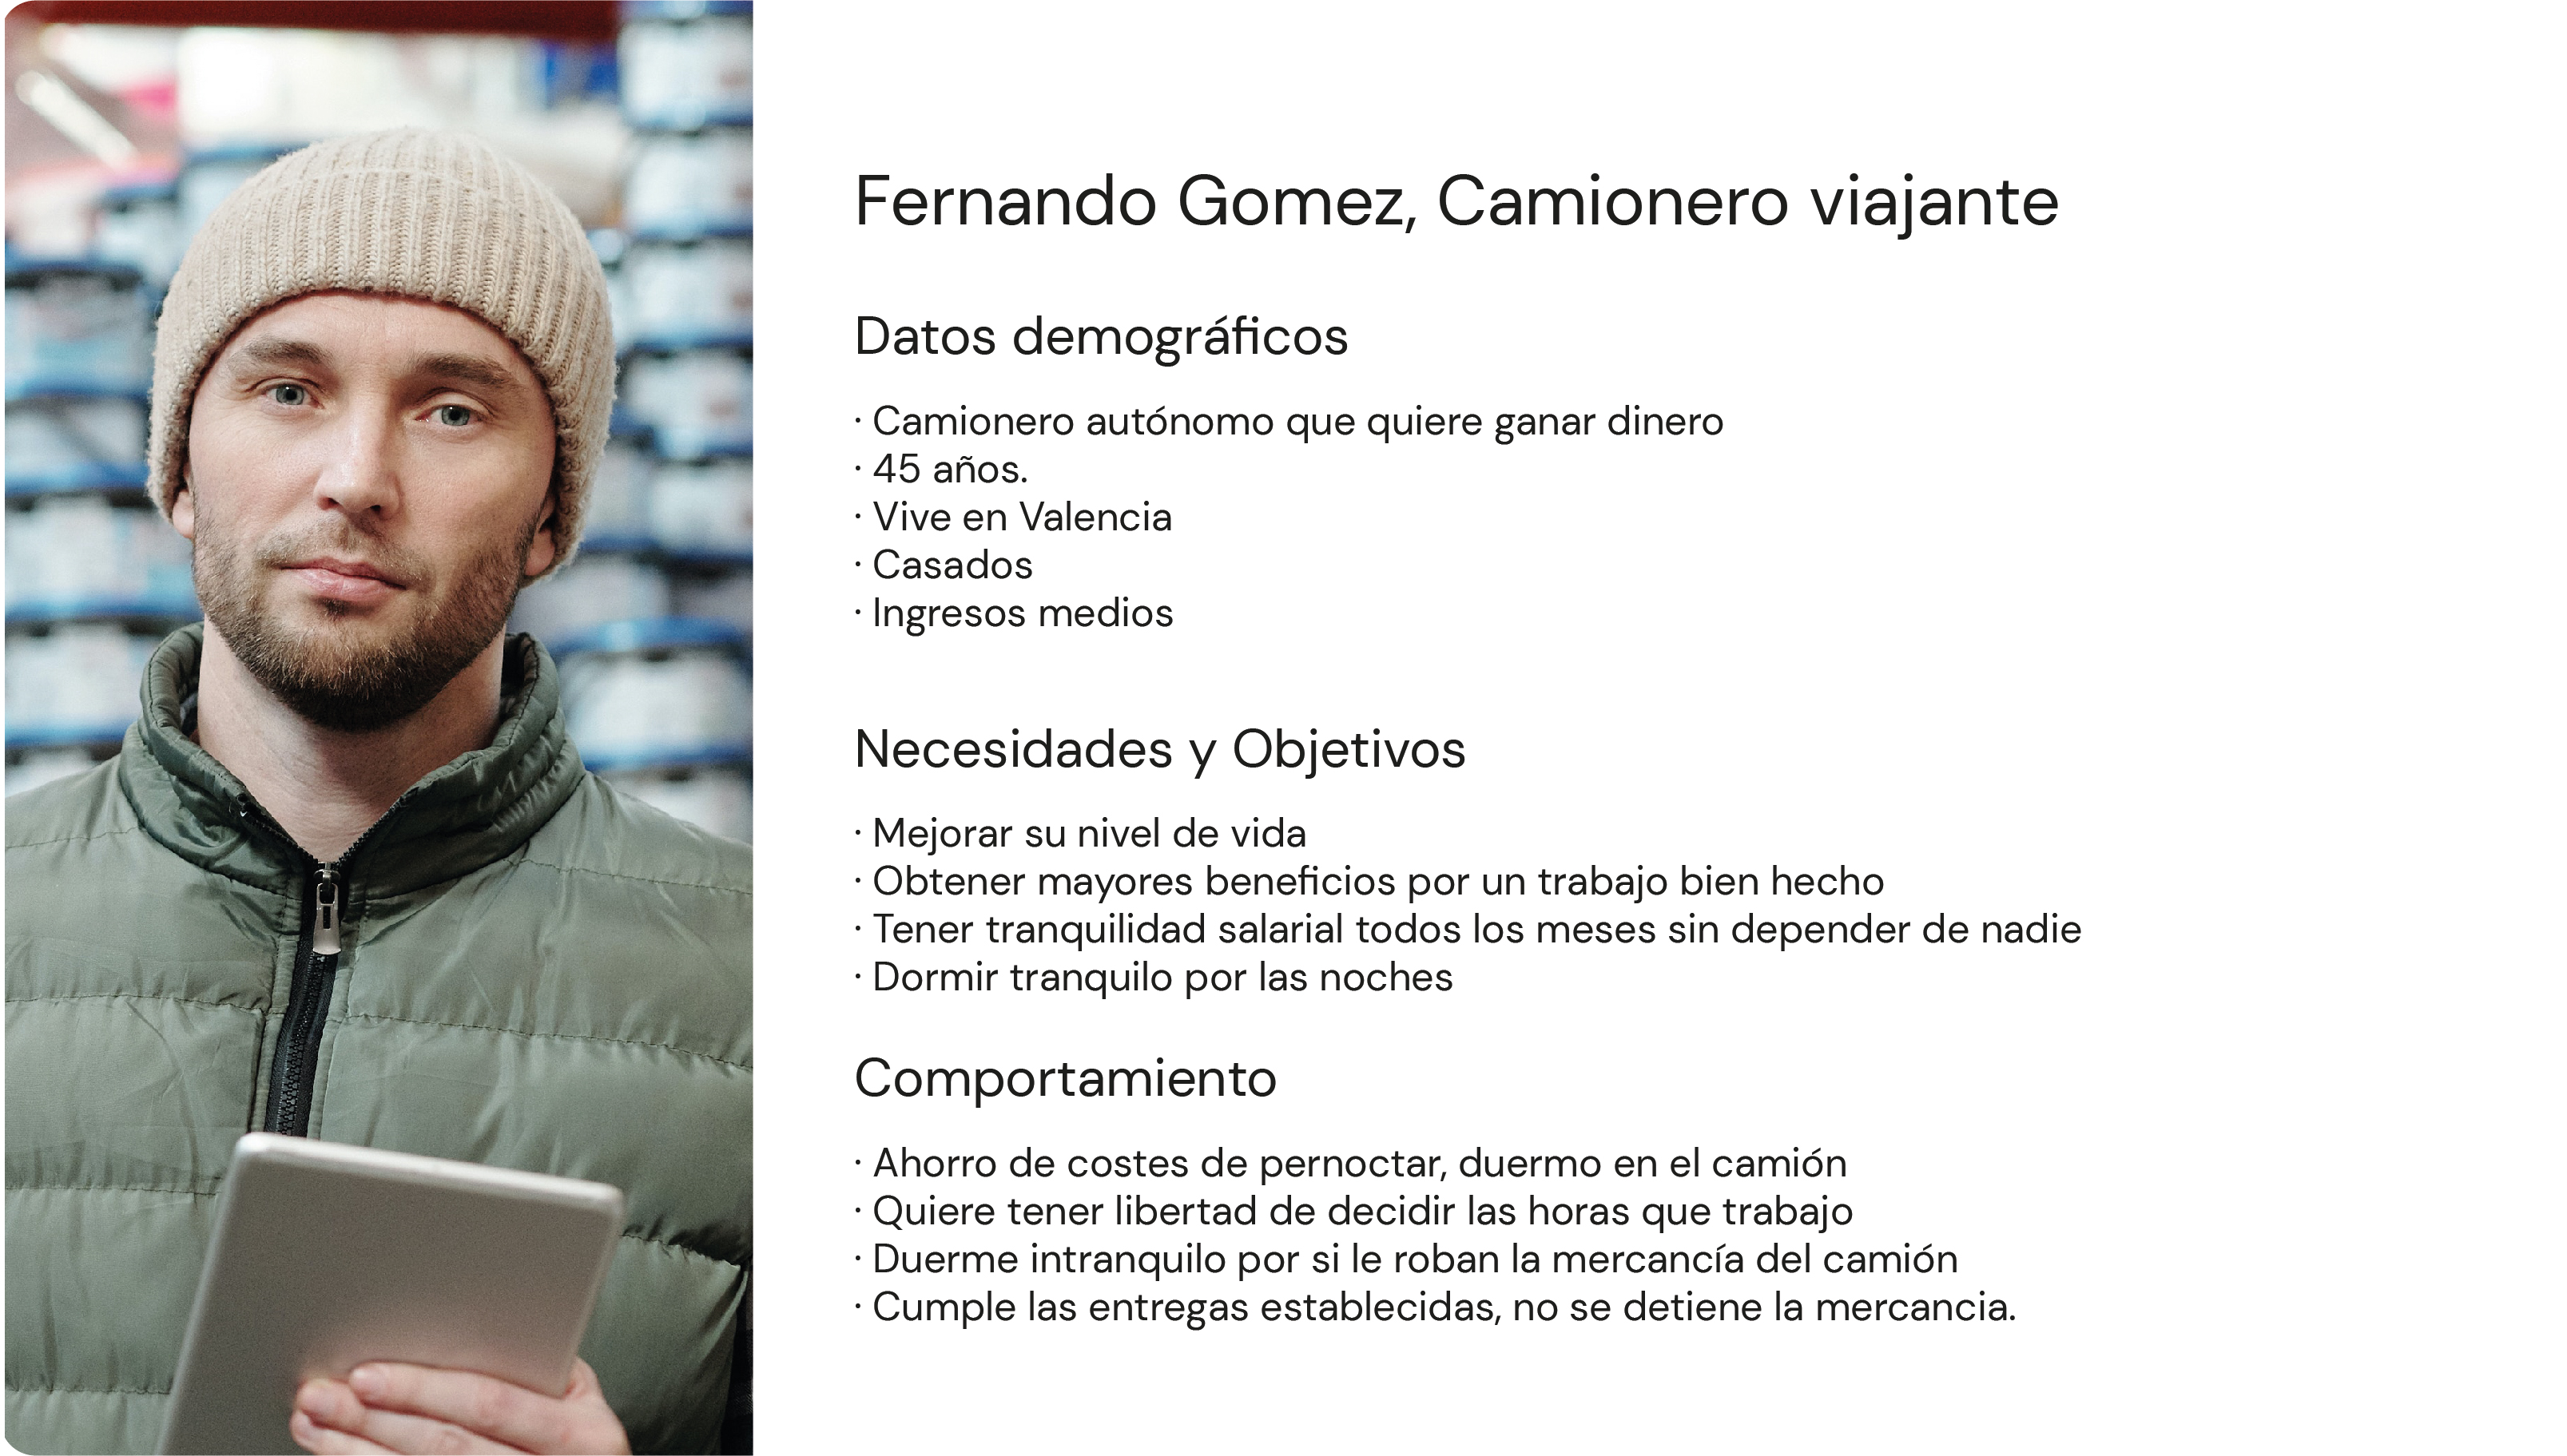 Fernando Gomez, Camionero viajante
Datos demográficos
· Camionero autónomo que quiere ganar dinero
· 45 años.
· Vive en Valencia
· Casados
· Ingresos medios
Necesidades y Objetivos
· Mejorar su nivel de vida
· Obtener mayores beneficios por un trabajo bien hecho
· Tener tranquilidad salarial todos los meses sin depender de nadie
· Dormir tranquilo por las noches
Comportamiento
· Ahorro de costes de pernoctar, duermo en el camión
· Quiere tener libertad de decidir las horas que trabajo
· Duerme intranquilo por si le roban la mercancía del camión
· Cumple las entregas establecidas, no se detiene la mercancia.